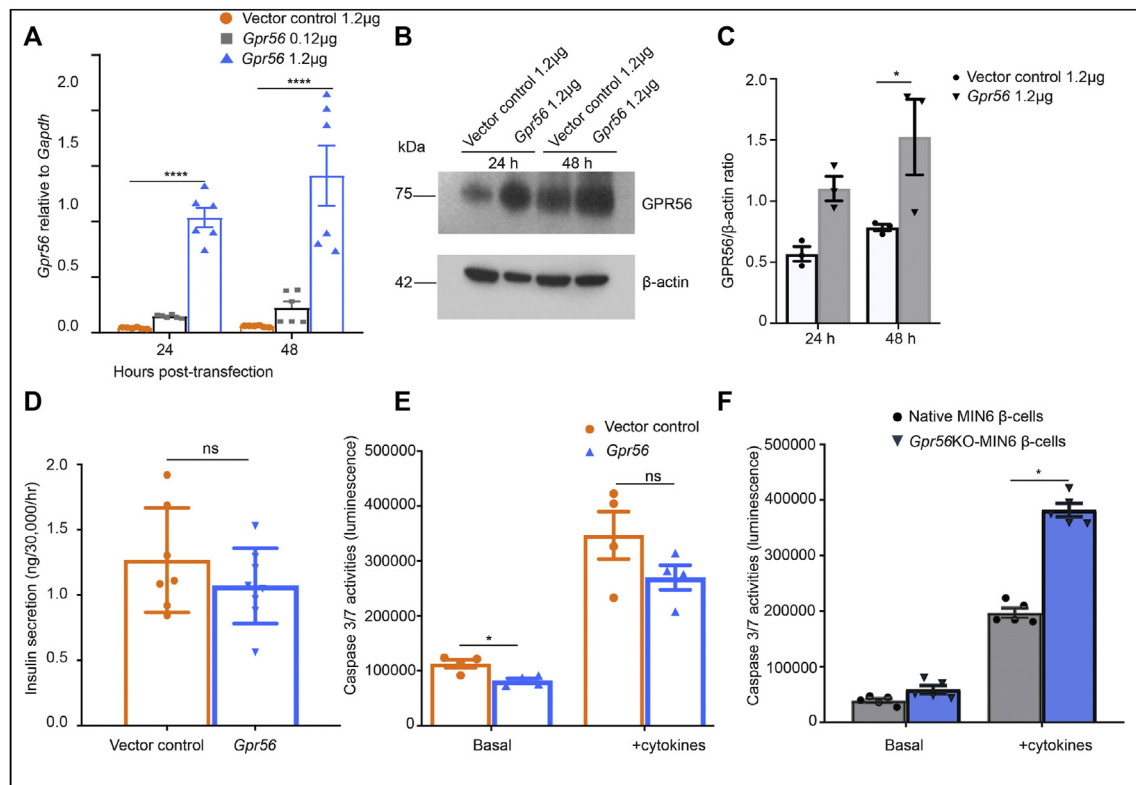 A
Vector control 1.2µg
Gpr56 0.12µg
Gpr56 1.2µg
Gpr56 relative to Gapdh
2.0
1.5
1.0
0.5
0.0
****
****
24
48
Hours post-transfection
B
Vector control 1.2µg
Gpr56 1.2µg
Vector control 1.2µg
Gpr56 1.2µg
kDa
24 h
48 h
75
GPR56
42
β-actin
C
Vector control 1.2µg
Gpr56 1.2µg
GPR56/β-actin ratio
2.0
1.5
1.0
0.5
0
*
24 h
48 h
D
Insulin secretion (ng/30,000/hr)
2.0
1.5
1.0
0.5
0.0
ns
Vector control
Gpr56
E
Vector control
Gpr56
Caspase 3/7 activities (luminescence)
500000
400000
300000
200000
100000
0
*
ns
Basal
+cytokines
F
Native MIN6 β-cells
Gpr56KO-MIN6 β-cells
Caspase 3/7 activities (luminescence)
500000
400000
300000
200000
100000
0
*
Basal
+cytokines